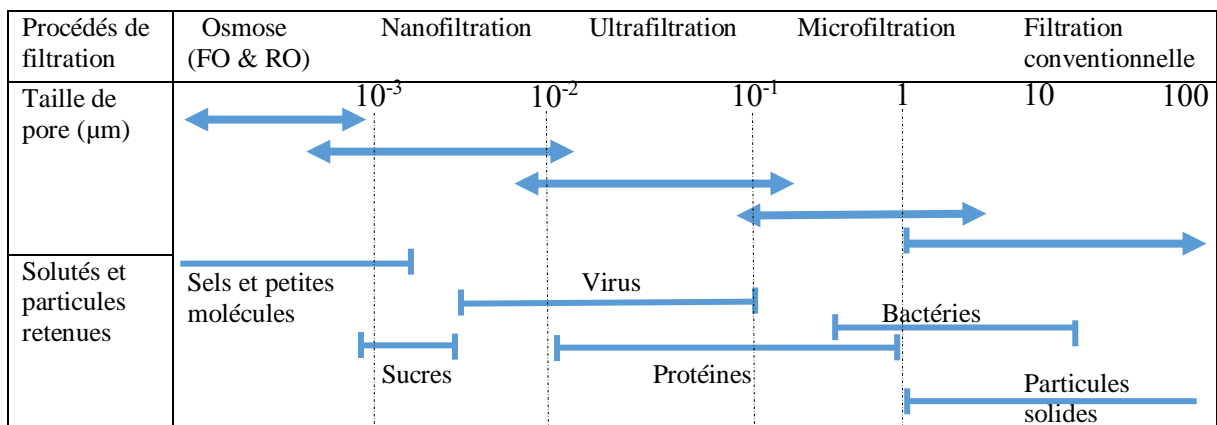 Procédés de
filtration
Osmose
(FO & RO)
Nanofiltration
Ultrafiltration
Microfiltration
Filtration
conventionnelle
Taille de
pore (µm)
10⁻³
10⁻²
10⁻¹
1
10
100
Solutés et
particules
retenues
Sels et petites
molécules
Virus
Bactéries
Sucres
Protéines
Particules
solides